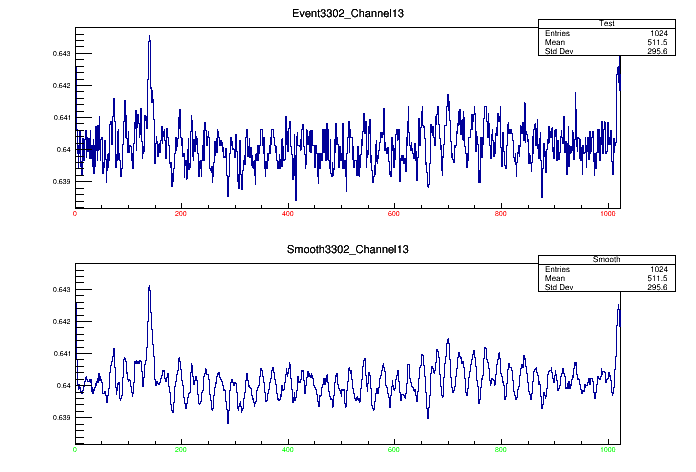 Event3302_Channel13
Test
Entries 1024
Mean 511.5
Std Dev 295.6
0.643
0.642
0.641
0.64
0.639
0 200 400 600 800 1000
Smooth3302_Channel13
Smooth
Entries 1024
Mean 511.5
Std Dev 295.6
0.643
0.642
0.641
0.64
0.639
0 200 400 600 800 1000